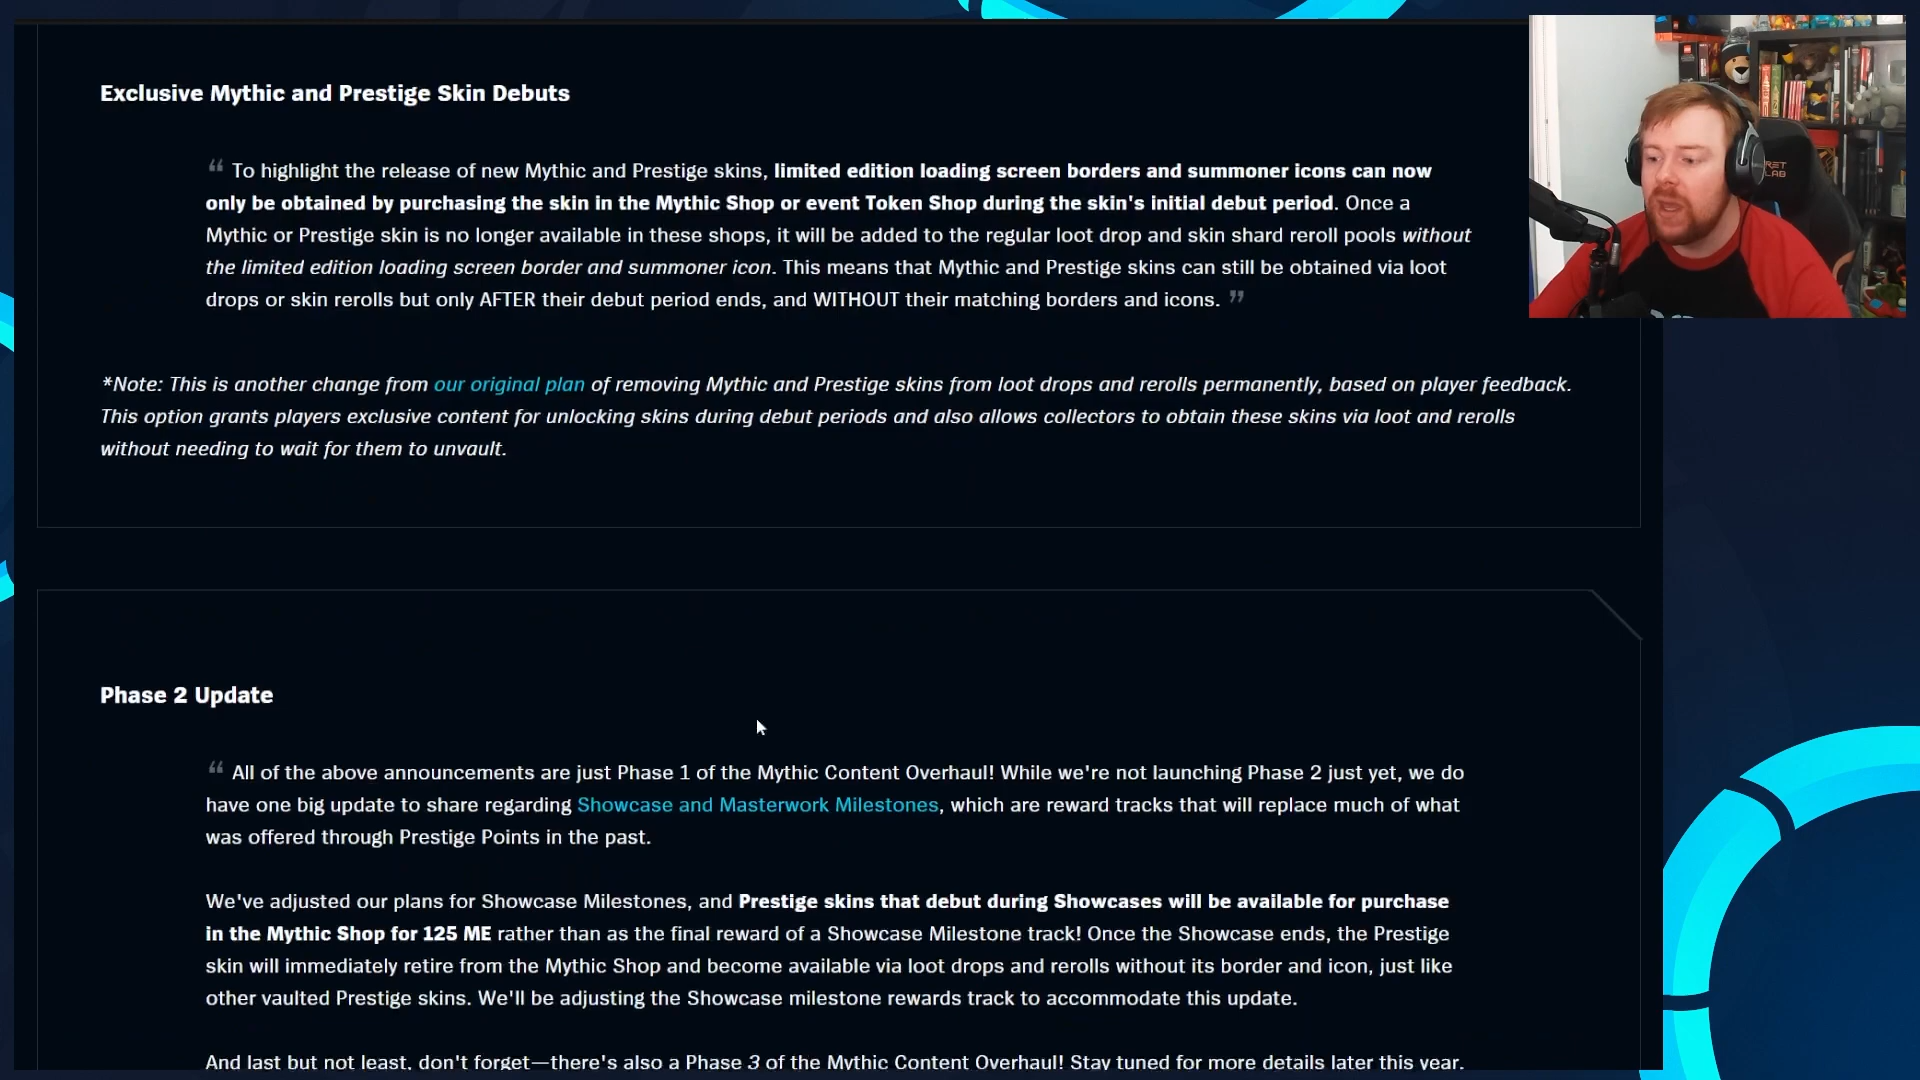 Exclusive Mythic and Prestige Skin Debuts
“ To highlight the release of new Mythic and Prestige skins, limited edition loading screen borders and summoner icons can now
only be obtained by purchasing the skin in the Mythic Shop or event Token Shop during the skin's initial debut period. Once a
Mythic or Prestige skin is no longer available in these shops, it will be added to the regular loot drop and skin shard reroll pools without
the limited edition loading screen border and summoner icon. This means that Mythic and Prestige skins can still be obtained via loot
drops or skin rerolls but only AFTER their debut period ends, and WITHOUT their matching borders and icons. ”
*Note: This is another change from our original plan of removing Mythic and Prestige skins from loot drops and rerolls permanently, based on player feedback.
This option grants players exclusive content for unlocking skins during debut periods and also allows collectors to obtain these skins via loot and rerolls
without needing to wait for them to unvault.
Phase 2 Update
“ All of the above announcements are just Phase 1 of the Mythic Content Overhaul! While we're not launching Phase 2 just yet, we do
have one big update to share regarding Showcase and Masterwork Milestones, which are reward tracks that will replace much of what
was offered through Prestige Points in the past.
We've adjusted our plans for Showcase Milestones, and Prestige skins that debut during Showcases will be available for purchase
in the Mythic Shop for 125 ME rather than as the final reward of a Showcase Milestone track! Once the Showcase ends, the Prestige
skin will immediately retire from the Mythic Shop and become available via loot drops and rerolls without its border and icon, just like
other vaulted Prestige skins. We'll be adjusting the Showcase milestone rewards track to accommodate this update.
And last but not least, don't forget—there's also a Phase 3 of the Mythic Content Overhaul! Stay tuned for more details later this year.